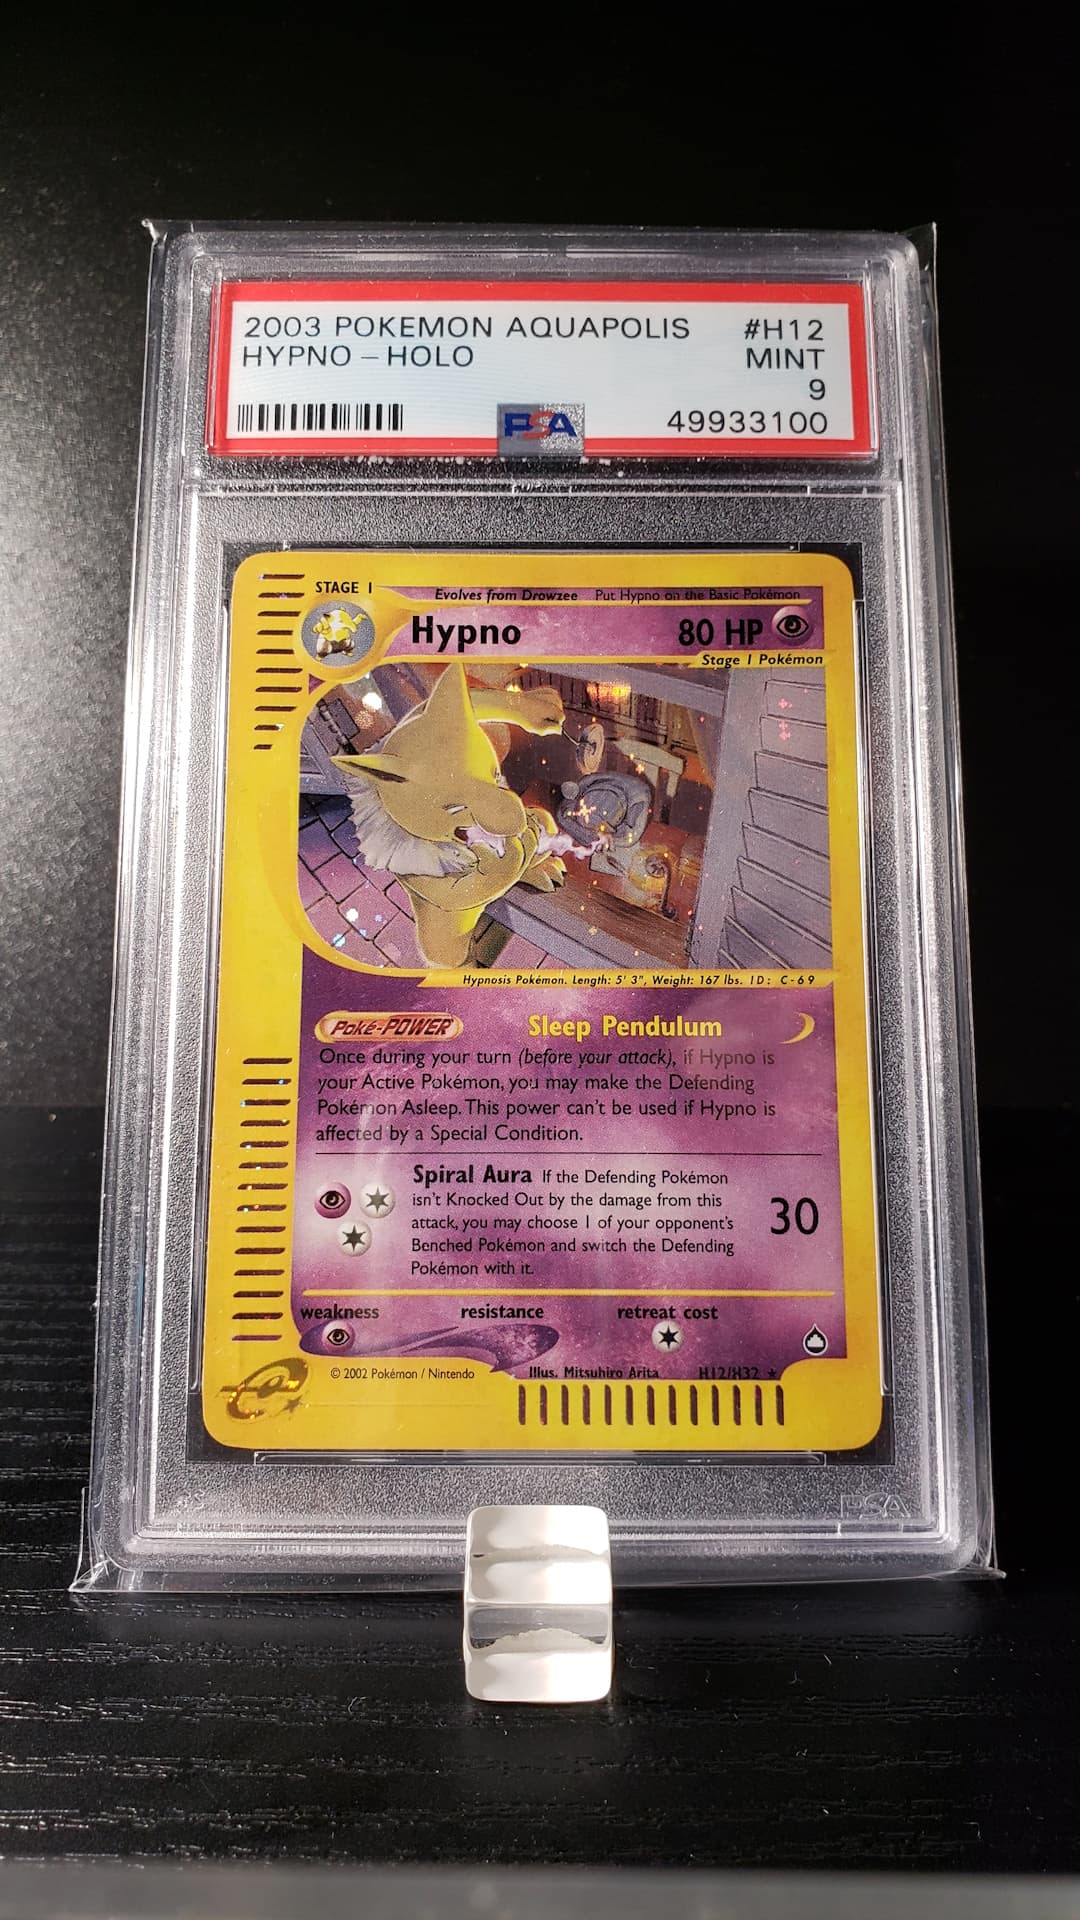 2003 POKEMON AQUAPOLIS #H12
HYPNO – HOLO MINT
9
PSA 49933100
STAGE 1 Evolves from Drowzee Put Hypno on the Basic Pokémon
Hypno 80 HP
Stage 1 Pokémon
Hypnosis Pokémon. Length: 5' 3", Weight: 167 lbs. ID: C-69
Poké-POWER Sleep Pendulum
Once during your turn (before your attack), if Hypno is
your Active Pokémon, you may make the Defending
Pokémon Asleep. This power can't be used if Hypno is
affected by a Special Condition.
Spiral Aura If the Defending Pokémon
isn't Knocked Out by the damage from this
attack, you may choose 1 of your opponent's
Benched Pokémon and switch the Defending
Pokémon with it.
30
weakness resistance retreat cost
© 2002 Pokémon / Nintendo Illus. Mitsuhiro Arita H12/H32 ★
PSA